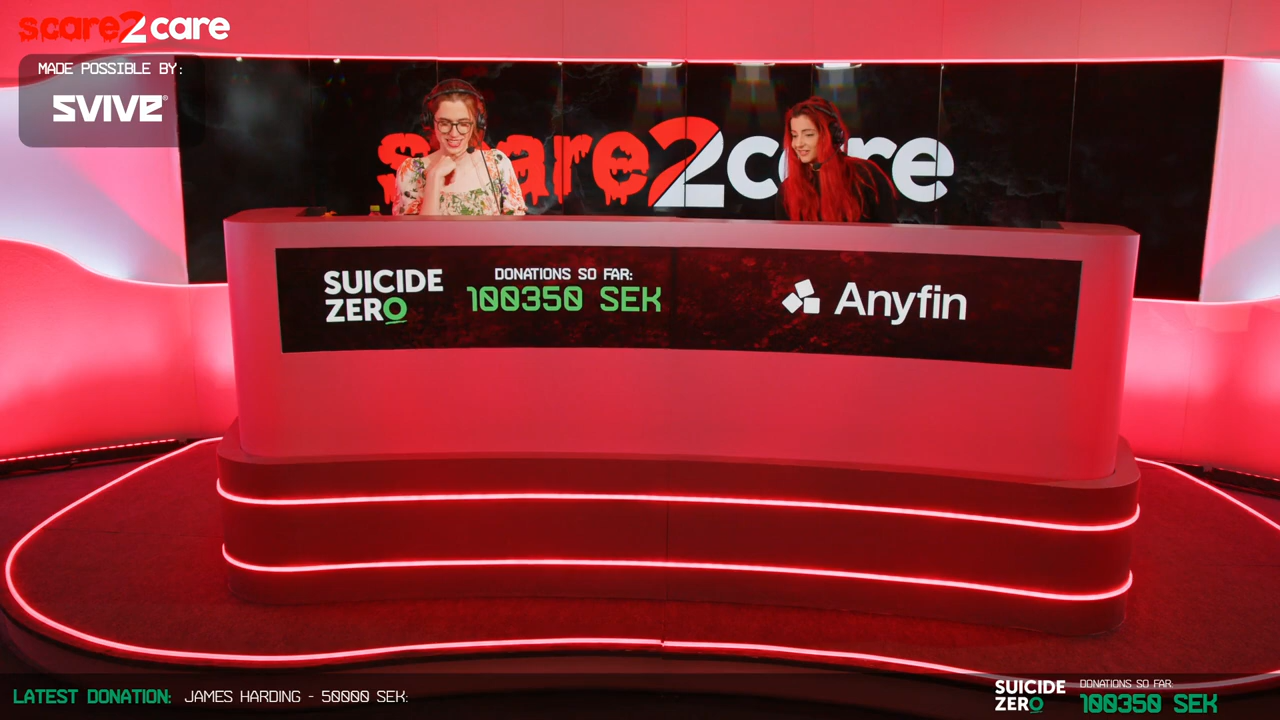 scare2care
MADE POSSIBLE BY:
SVIVE®
scare2care
SUICIDE
ZERO
DONATIONS SO FAR:
100350 SEK
Anyfin
LATEST DONATION: JAMES HARDING - 50000 SEK.
SUICIDE
ZERO
DONATIONS SO FAR:
100350 SEK